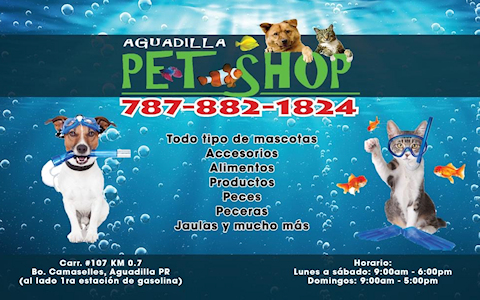 AGUADILLA
PET SHOP
787-882-1824
Todo tipo de mascotas
Accesorios
Alimentos
Productos
Peces
Peceras
Jaulas y mucho más
Carr. #107 KM 0.7
Bo. Camaselles, Aguadilla PR
(al lado 1ra estación de gasolina)
Horario:
Lunes a sábado: 9:00am - 6:00pm
Domingos: 9:00am - 5:00pm